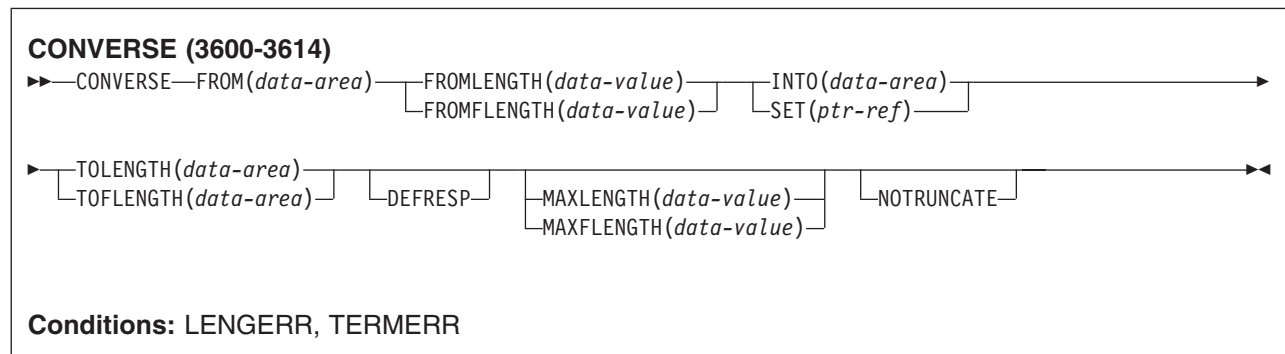 CONVERSE (3600-3614)
CONVERSE FROM(data-area) FROMLENGTH(data-value) INTO(data-area)
FROMFLENGTH(data-value) SET(ptr-ref)
TOLENGTH(data-area)
TOFLENGTH(data-area) DEFRESP MAXLENGTH(data-value) NOTRUNCATE
MAXFLENGTH(data-value)
Conditions: LENGERR, TERMERR